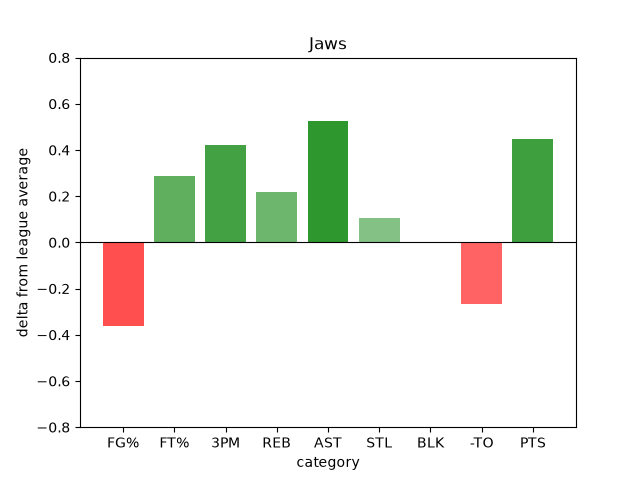 Jaws
delta from league average
0.8
0.6
0.4
0.2
0.0
−0.2
−0.4
−0.6
−0.8
FG% FT% 3PM REB AST STL BLK -TO PTS
category